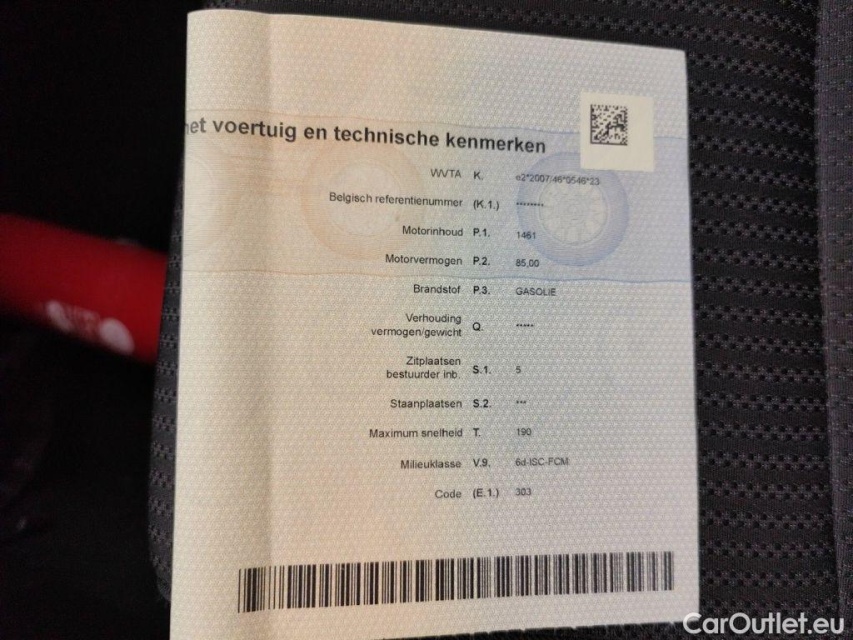 het voertuig en technische kenmerken
WVTA K. e2*2007/46*0546*23
Belgisch referentienummer (K.1.) ********
Motorinhoud P.1. 1461
Motorvermogen P.2. 85,00
Brandstof P.3. GASOLIE
Verhouding
vermogen/gewicht Q. *****
Zitplaatsen
bestuurder inb. S.1. 5
Staanplaatsen S.2. ***
Maximum snelheid T. 190
Milieuklasse V.9. 6d-ISC-FCM
Code (E.1.) 303
CarOutlet.eu